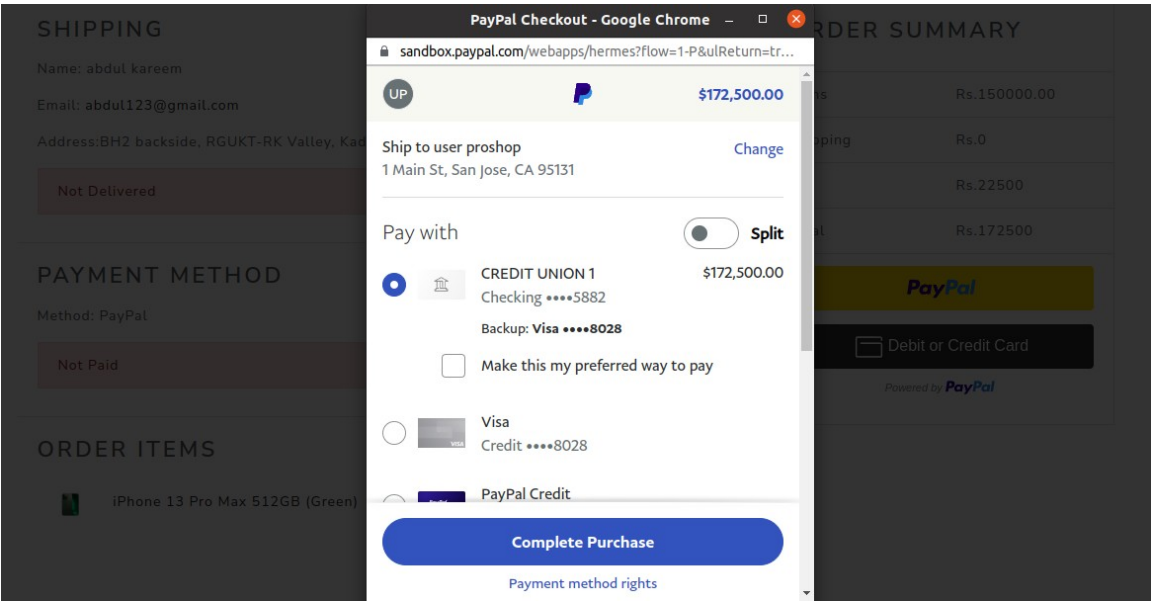 SHIPPING
Name: abdul kareem
Email: abdul123@gmail.com
Address:BH2 backside, RGUKT-RK Valley, Kad
Not Delivered
PAYMENT METHOD
Method: PayPal
Not Paid
ORDER ITEMS
iPhone 13 Pro Max 512GB (Green)
PayPal Checkout - Google Chrome
sandbox.paypal.com/webapps/hermes?flow=1-P&ulReturn=tr...
UP
$172,500.00
Ship to user proshop
Change
1 Main St, San Jose, CA 95131
Pay with
Split
CREDIT UNION 1
$172,500.00
Checking ••••5882
Backup: Visa ••••8028
Make this my preferred way to pay
VISA
Visa
Credit ••••8028
PayPal Credit
Complete Purchase
Payment method rights
RDER SUMMARY
ns Rs.150000.00
pping Rs.0
Rs.22500
al Rs.172500
PayPal
Debit or Credit Card
Powered by PayPal